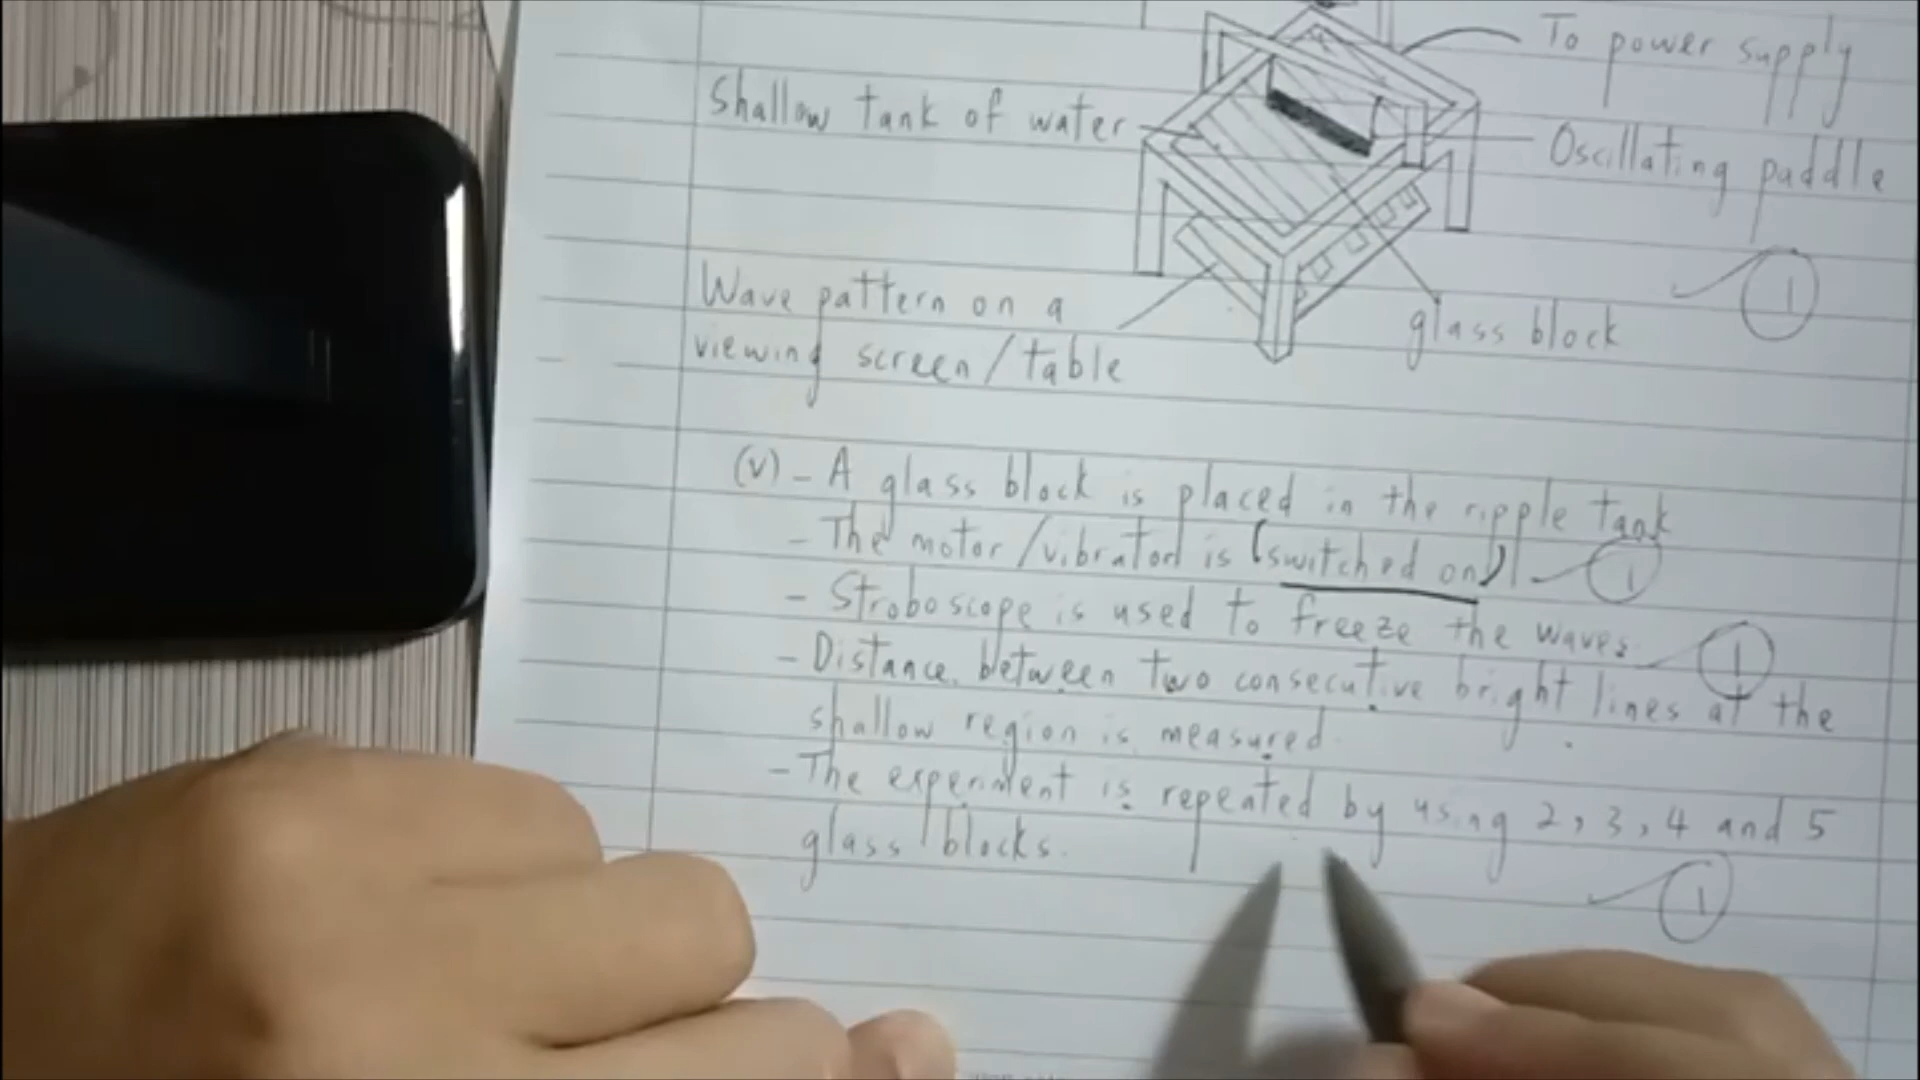 To power supply
Shallow tank of water
Oscillating paddle
1
Wave pattern on a
viewing screen/table
glass block
(v) - A glass block is placed in the ripple tank
- The motor/vibrator is (switched on) 1
- Stroboscope is used to freeze the waves. 1
- Distance between two consecutive bright lines at the
shallow region is measured.
- The experiment is repeated by using 2, 3, 4 and 5
glass blocks.
1